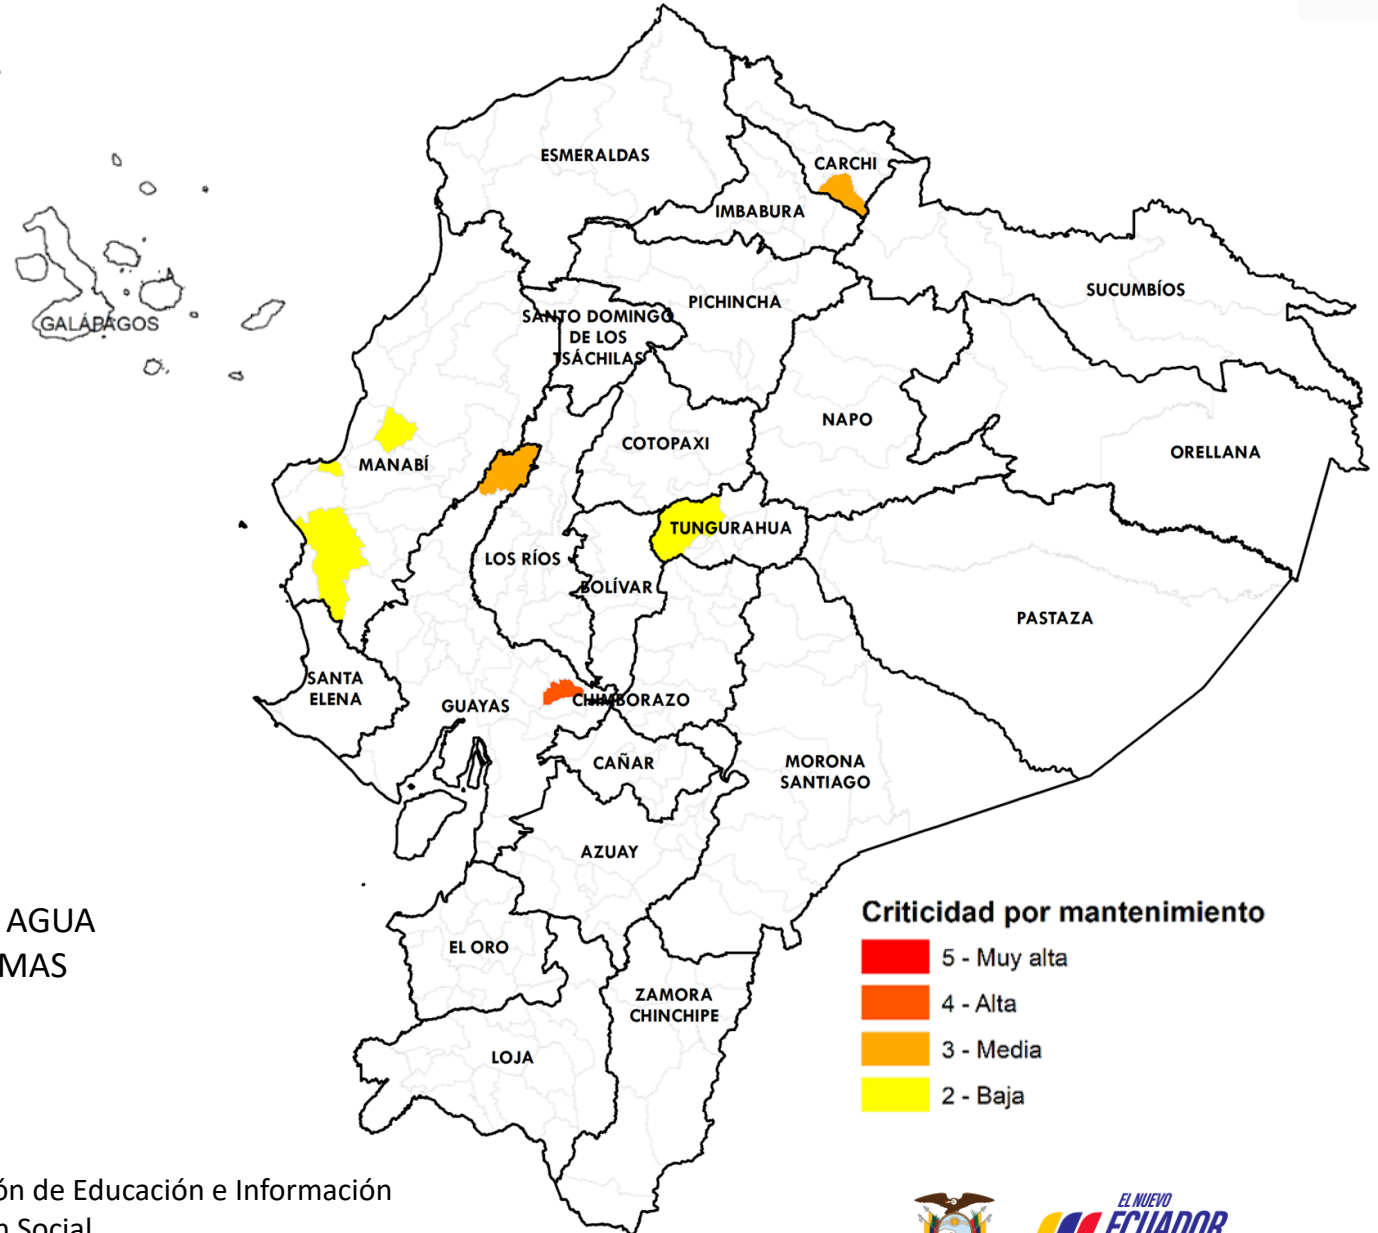 ESMERALDAS
CARCHI
IMBABURA
SUCUMBÍOS
PICHINCHA
GALÁPAGOS
SANTO DOMINGO
DE LOS
TSÁCHILAS
NAPO
COTOPAXI
ORELLANA
MANABÍ
TUNGURAHUA
LOS RÍOS
BOLÍVAR
PASTAZA
SANTA
ELENA
GUAYAS
CHIMBORAZO
CAÑAR
MORONA
SANTIAGO
AZUAY
EL ORO
ZAMORA
CHINCHIPE
LOJA
Criticidad por mantenimiento
5 - Muy alta
4 - Alta
3 - Media
2 - Baja
AGUA
MAS
ón de Educación e Información
n Social
EL NUEVO
ECUADOR